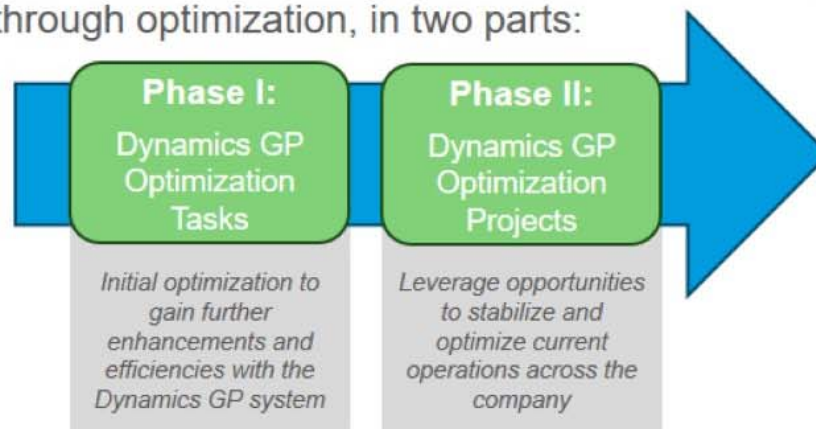 through optimization, in two parts:
Phase I:
Dynamics GP
Optimization
Tasks
Initial optimization to
gain further
enhancements and
efficiencies with the
Dynamics GP system
Phase II:
Dynamics GP
Optimization
Projects
Leverage opportunities
to stabilize and
optimize current
operations across the
company